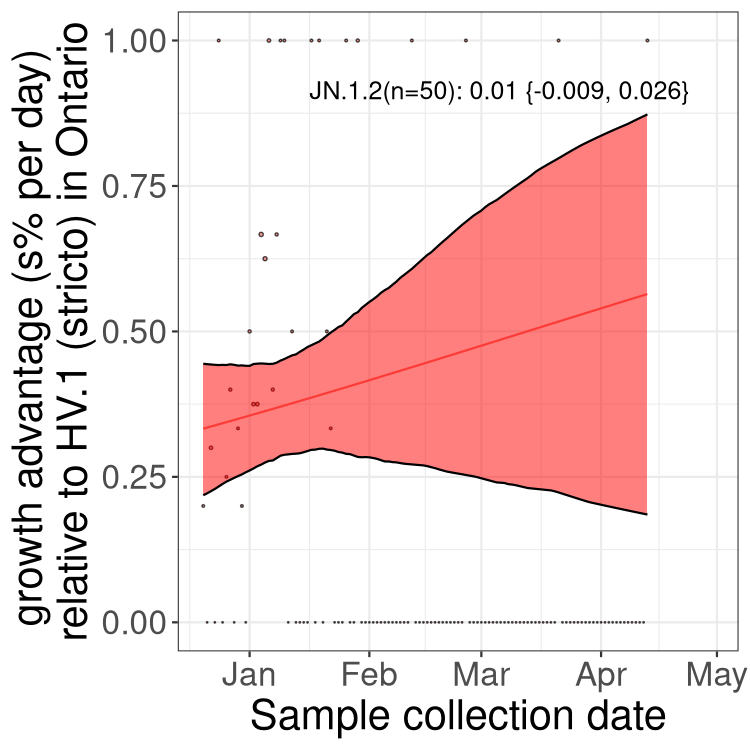 growth advantage (s% per day)
relative to HV.1 (stricto) in Ontario
1.00
0.75
0.50
0.25
0.00
JN.1.2(n=50): 0.01 {-0.009, 0.026}
Jan Feb Mar Apr May
Sample collection date